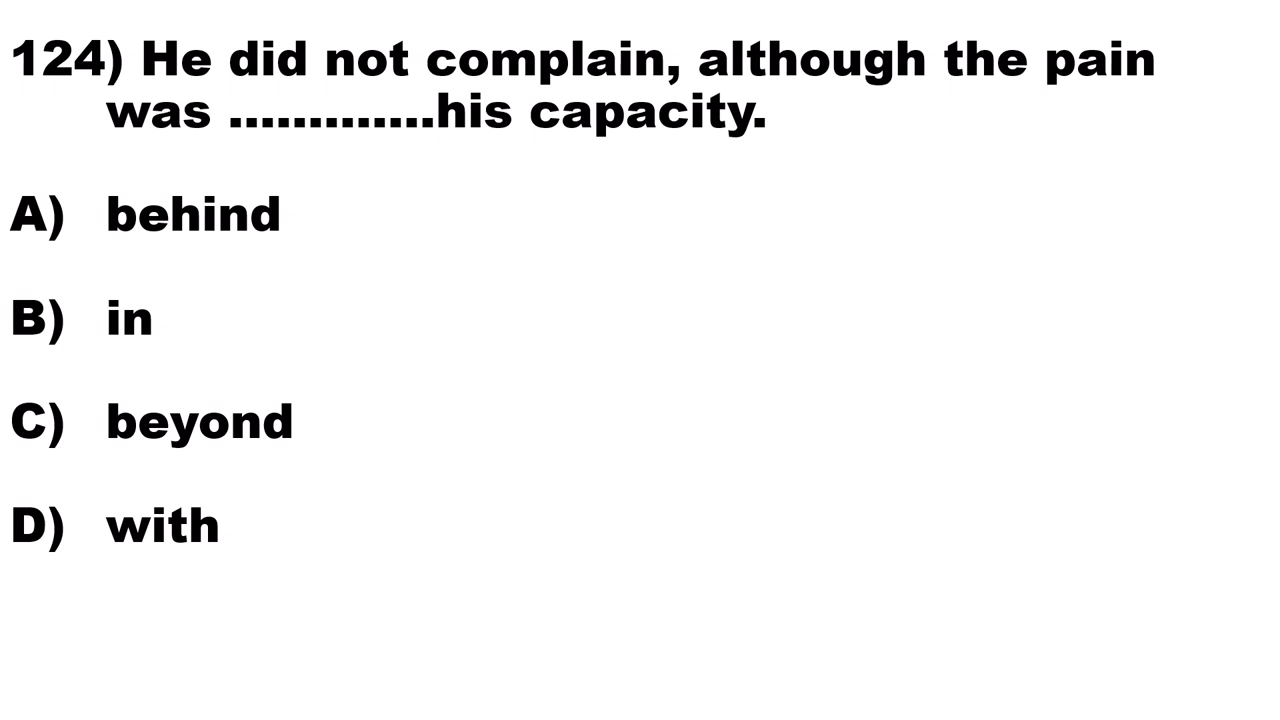 124) He did not complain, although the pain
was .............his capacity.
A) behind
B) in
C) beyond
D) with